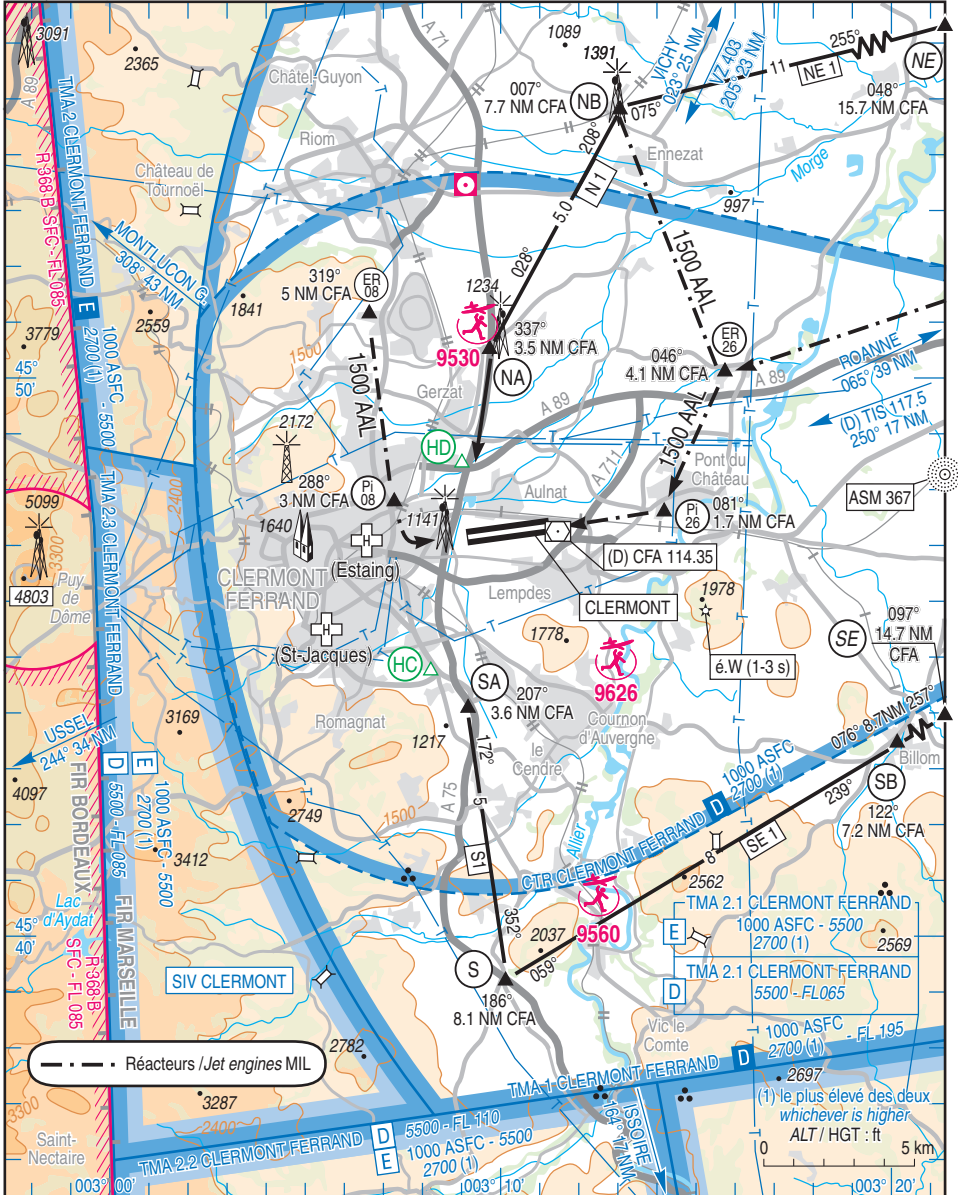 3091
2365
1089
1391
A 71
A 89
Châtel-Guyon
Riom
007°
7.7 NM CFA
NB
075°
208°
VICHY
023° 25 NM
VZ 403
205° 23 NM
255°
11
NE 1
NE
048°
15.7 NM CFA
Ennezat
Morge
997
Château de
Tournoël
TMA 2 CLERMONT FERRAND
R 368 B SFC - FL 085
E
1000 ASFC - 5500
2700 (1)
MONTLUCON G.
308° 43 NM
5.0
N 1
028°
1500 AAL
319°
5 NM CFA
ER
08
1841
2559
3779
1500
1234
9530
337°
3.5 NM CFA
NA
046°
4.1 NM CFA
ER
26
45°
50'
1500 AAL
Gerzat
A 89
A 89
ROANNE
065° 39 NM
(D) TIS 117.5
250° 17 NM
2172
2400
HD
1500 AAL
A 711
Pont du
Château
Aulnat
288°
3 NM CFA
Pi
08
1141
1640
081°
1.7 NM CFA
Pi
26
ASM 367
5099
3300
4803
Puy
de
Dôme
TMA 2.3 CLERMONT FERRAND
CLERMONT
FERRAND
(Estaing)
(D) CFA 114.35
CLERMONT
Lempdes
1978
é.W (1-3 s)
097°
14.7 NM
CFA
SE
(St-Jacques)
HC
1778
9626
SA
207°
3.6 NM CFA
Romagnat
1217
172°
Cournon
d'Auvergne
le
Cendre
076° 8.7NM 257°
Billom
SB
122°
7.2 NM CFA
USSEL
244° 34 NM
3169
4097
FIR BORDEAUX
D
E
5500 - FL 085
1000 ASFC - 5500
2700 (1)
2749
1500
A 75
5
S1
1000 ASFC
2700 (1)
D
CTR CLERMONT FERRAND
Allier
239°
8
SE 1
3412
Lac
d'Aydat
FIR MARSEILLE
R 368 B
SFC - FL 085
45°
40'
2562
9560
2037
059°
352°
S
186°
8.1 NM CFA
TMA 2.1 CLERMONT FERRAND
E
1000 ASFC - 5500
2700 (1)
2569
TMA 2.1 CLERMONT FERRAND
D
5500 - FL065
SIV CLERMONT
Vic le
Comte
2782
Réacteurs / Jet engines MIL
1000 ASFC - FL 195
2700 (1)
TMA 1 CLERMONT FERRAND
D
2697
(1) le plus élevé des deux
whichever is higher
ALT / HGT : ft
3300
3287
2400
Saint-
Nectaire
TMA 2.2 CLERMONT FERRAND
D
E
5500 - FL 110
1000 ASFC - 5500
2700 (1)
ISSOIRE
164° 17 NM
0
5 km
003° 00'
003° 10'
003° 20'